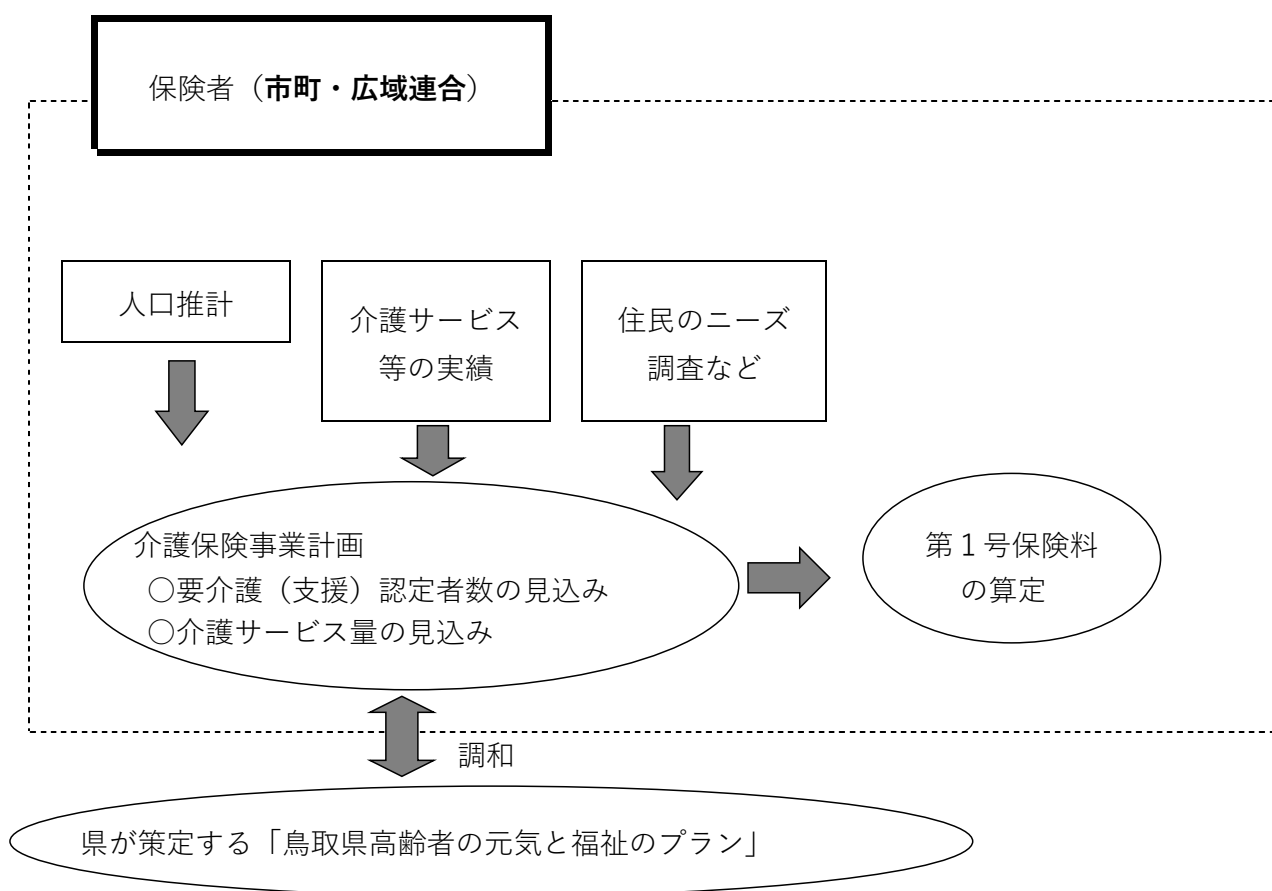 保険者（市町・広域連合）
人口推計
介護サービス
等の実績
住民のニーズ
調査など
介護保険事業計画
○要介護（支援）認定者数の見込み
○介護サービス量の見込み
第１号保険料
の算定
調和
県が策定する「鳥取県高齢者の元気と福祉のプラン」